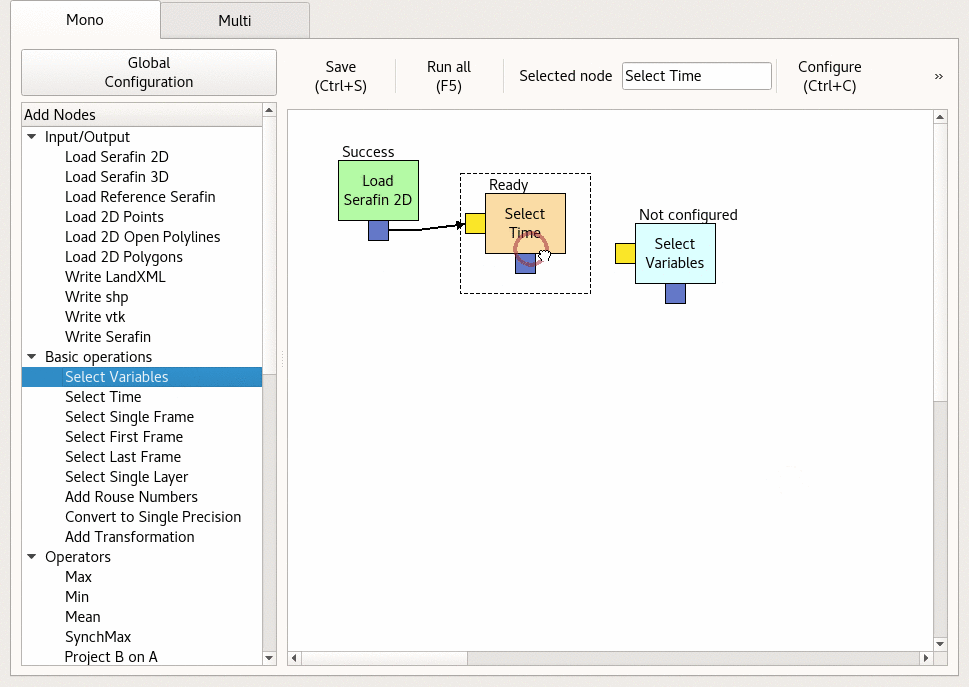 Mono
Multi
Global
Configuration
Save
(Ctrl+S)
Run all
(F5)
Selected node
Select Time
Configure
(Ctrl+C)
»
Add Nodes
Input/Output
Load Serafin 2D
Load Serafin 3D
Load Reference Serafin
Load 2D Points
Load 2D Open Polylines
Load 2D Polygons
Write LandXML
Write shp
Write vtk
Write Serafin
Basic operations
Select Variables
Select Time
Select Single Frame
Select First Frame
Select Last Frame
Select Single Layer
Add Rouse Numbers
Convert to Single Precision
Add Transformation
Operators
Max
Min
Mean
SynchMax
Project B on A
Success
Load
Serafin 2D
Ready
Select
Time
Not configured
Select
Variables